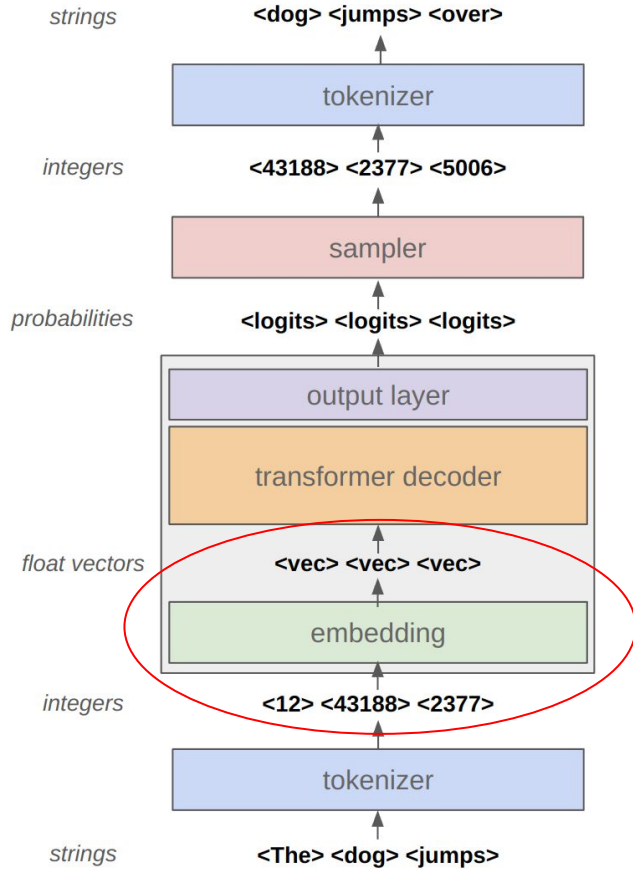 strings <dog> <jumps> <over>
tokenizer
integers <43188> <2377> <5006>
sampler
probabilities <logits> <logits> <logits>
output layer
transformer decoder
float vectors <vec> <vec> <vec>
embedding
integers <12> <43188> <2377>
tokenizer
strings <The> <dog> <jumps>